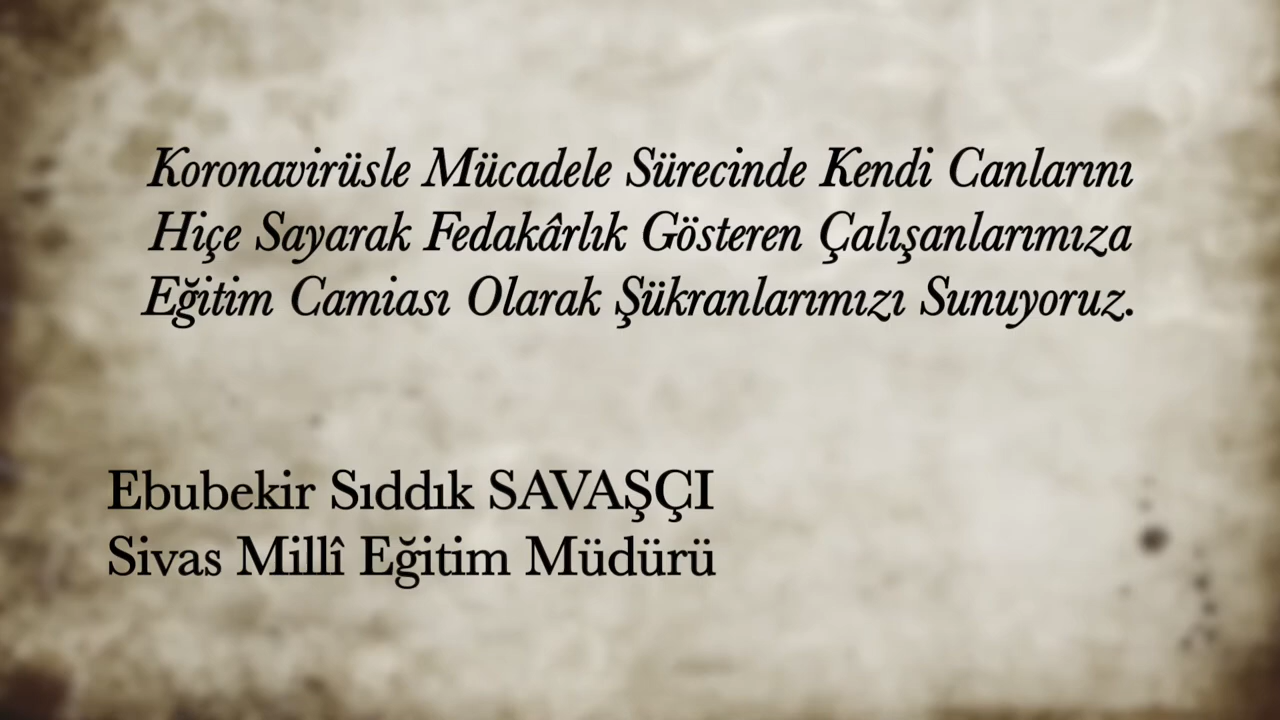 Koronavirüsle Mücadele Sürecinde Kendi Canlarını
Hiçe Sayarak Fedakârlık Gösteren Çalışanlarımıza
Eğitim Camiası Olarak Şükranlarımızı Sunuyoruz.
Ebubekir Sıddık SAVAŞÇI
Sivas Millî Eğitim Müdürü